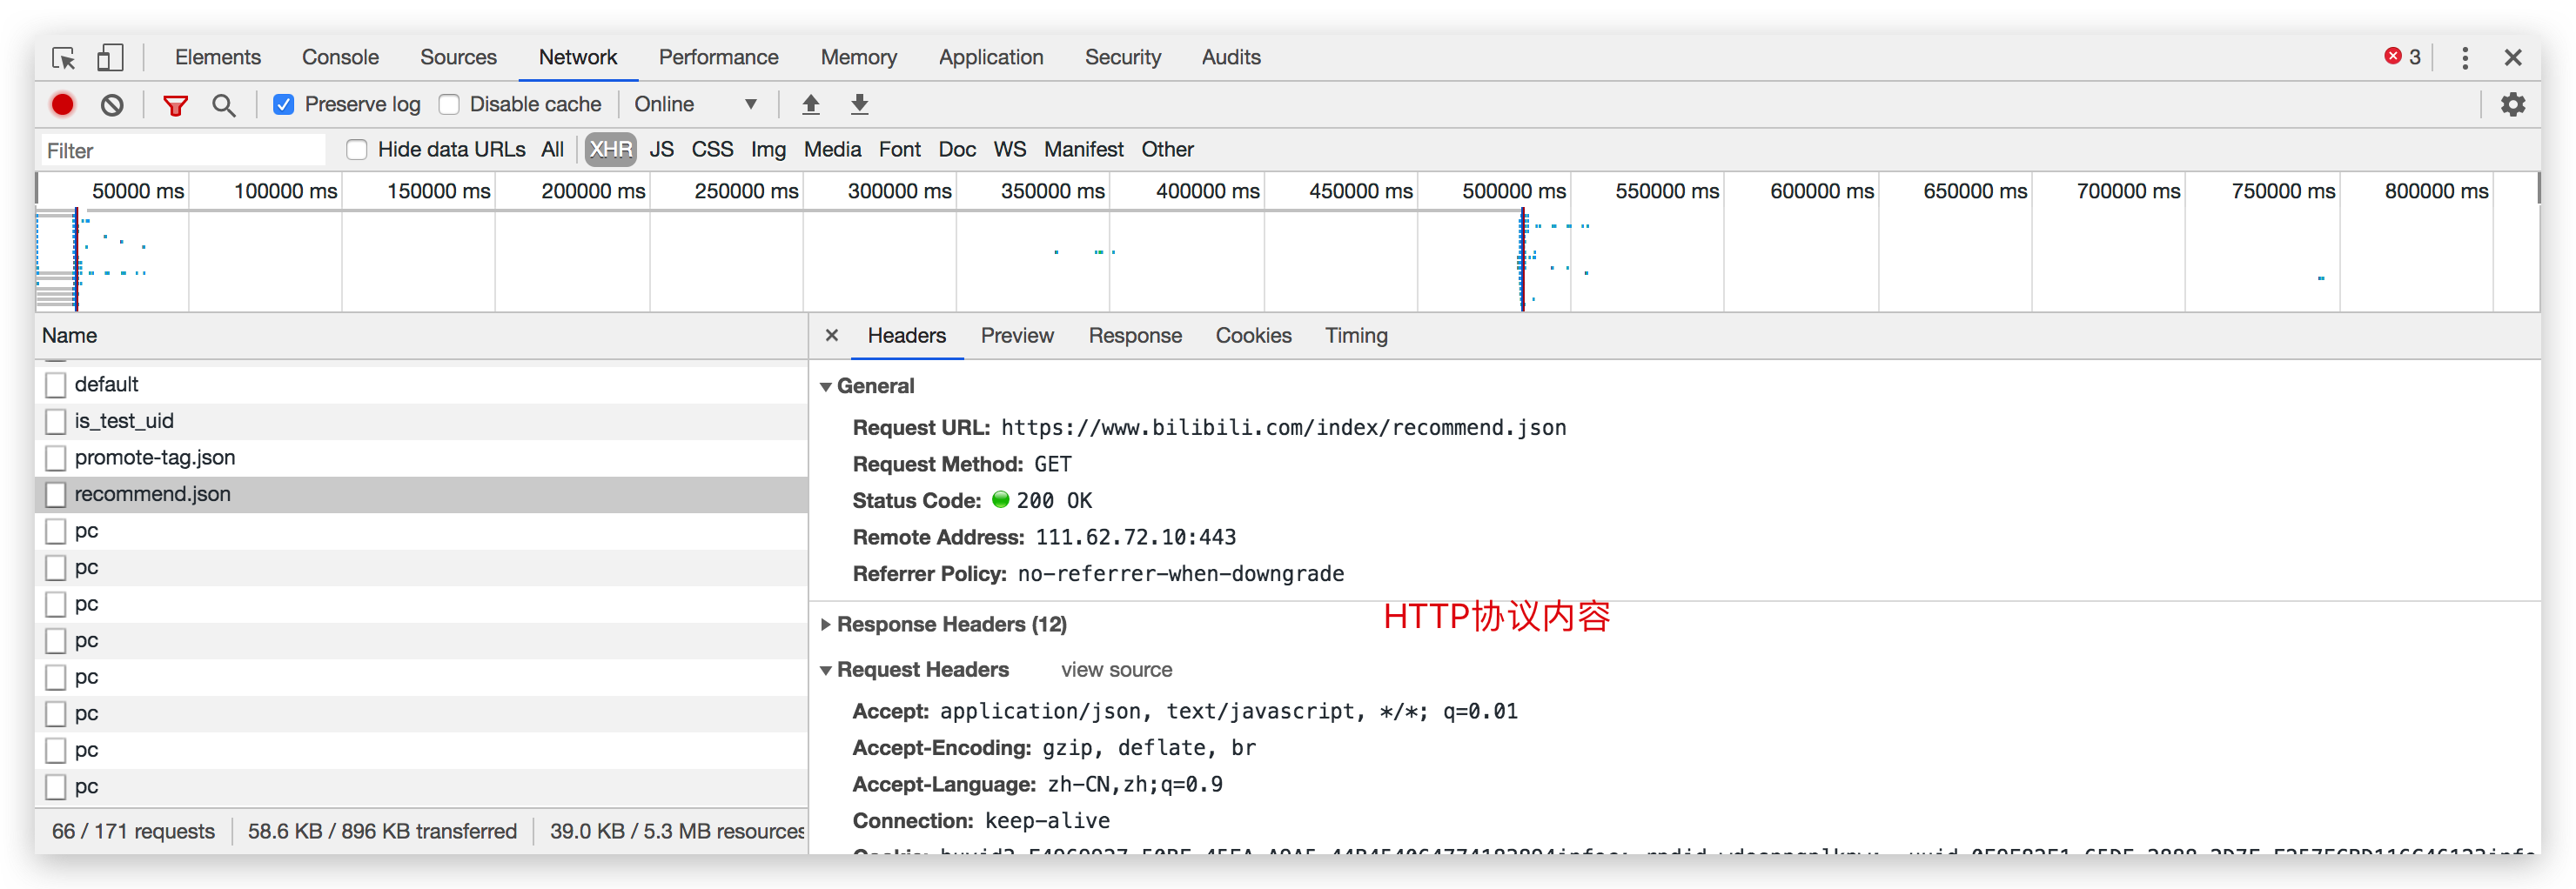 Elements Console Sources Network Performance Memory Application Security Audits 3
Preserve log Disable cache Online
Filter Hide data URLs All XHR JS CSS Img Media Font Doc WS Manifest Other
50000 ms 100000 ms 150000 ms 200000 ms 250000 ms 300000 ms 350000 ms 400000 ms 450000 ms 500000 ms 550000 ms 600000 ms 650000 ms 700000 ms 750000 ms 800000 ms
Name
default
is_test_uid
promote-tag.json
recommend.json
pc
pc
pc
pc
pc
pc
pc
pc
66 / 171 requests 58.6 KB / 896 KB transferred 39.0 KB / 5.3 MB resources
Headers Preview Response Cookies Timing
General
Request URL: https://www.bilibili.com/index/recommend.json
Request Method: GET
Status Code: 200 OK
Remote Address: 111.62.72.10:443
Referrer Policy: no-referrer-when-downgrade
HTTP协议内容
Response Headers (12)
Request Headers view source
Accept: application/json, text/javascript, */*; q=0.01
Accept-Encoding: gzip, deflate, br
Accept-Language: zh-CN,zh;q=0.9
Connection: keep-alive